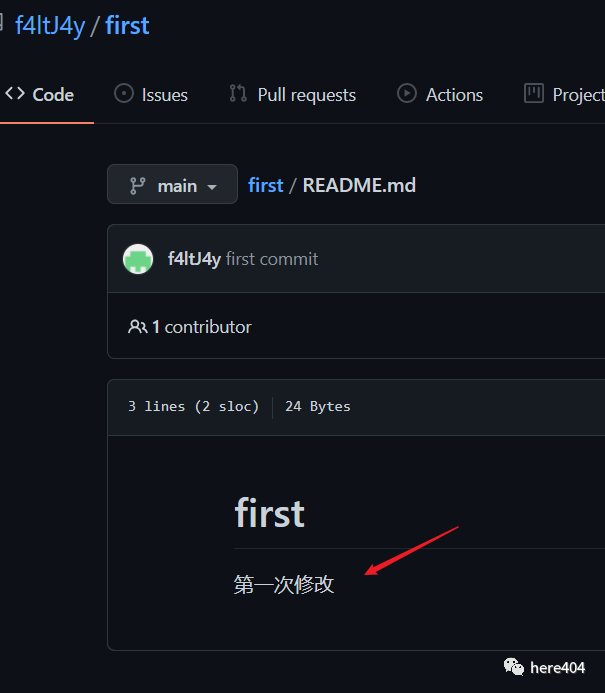 f4ltJ4y / first
Code Issues Pull requests Actions Project
main first / README.md
f4ltJ4y first commit
1 contributor
3 lines (2 sloc) 24 Bytes
first
第一次修改
here404